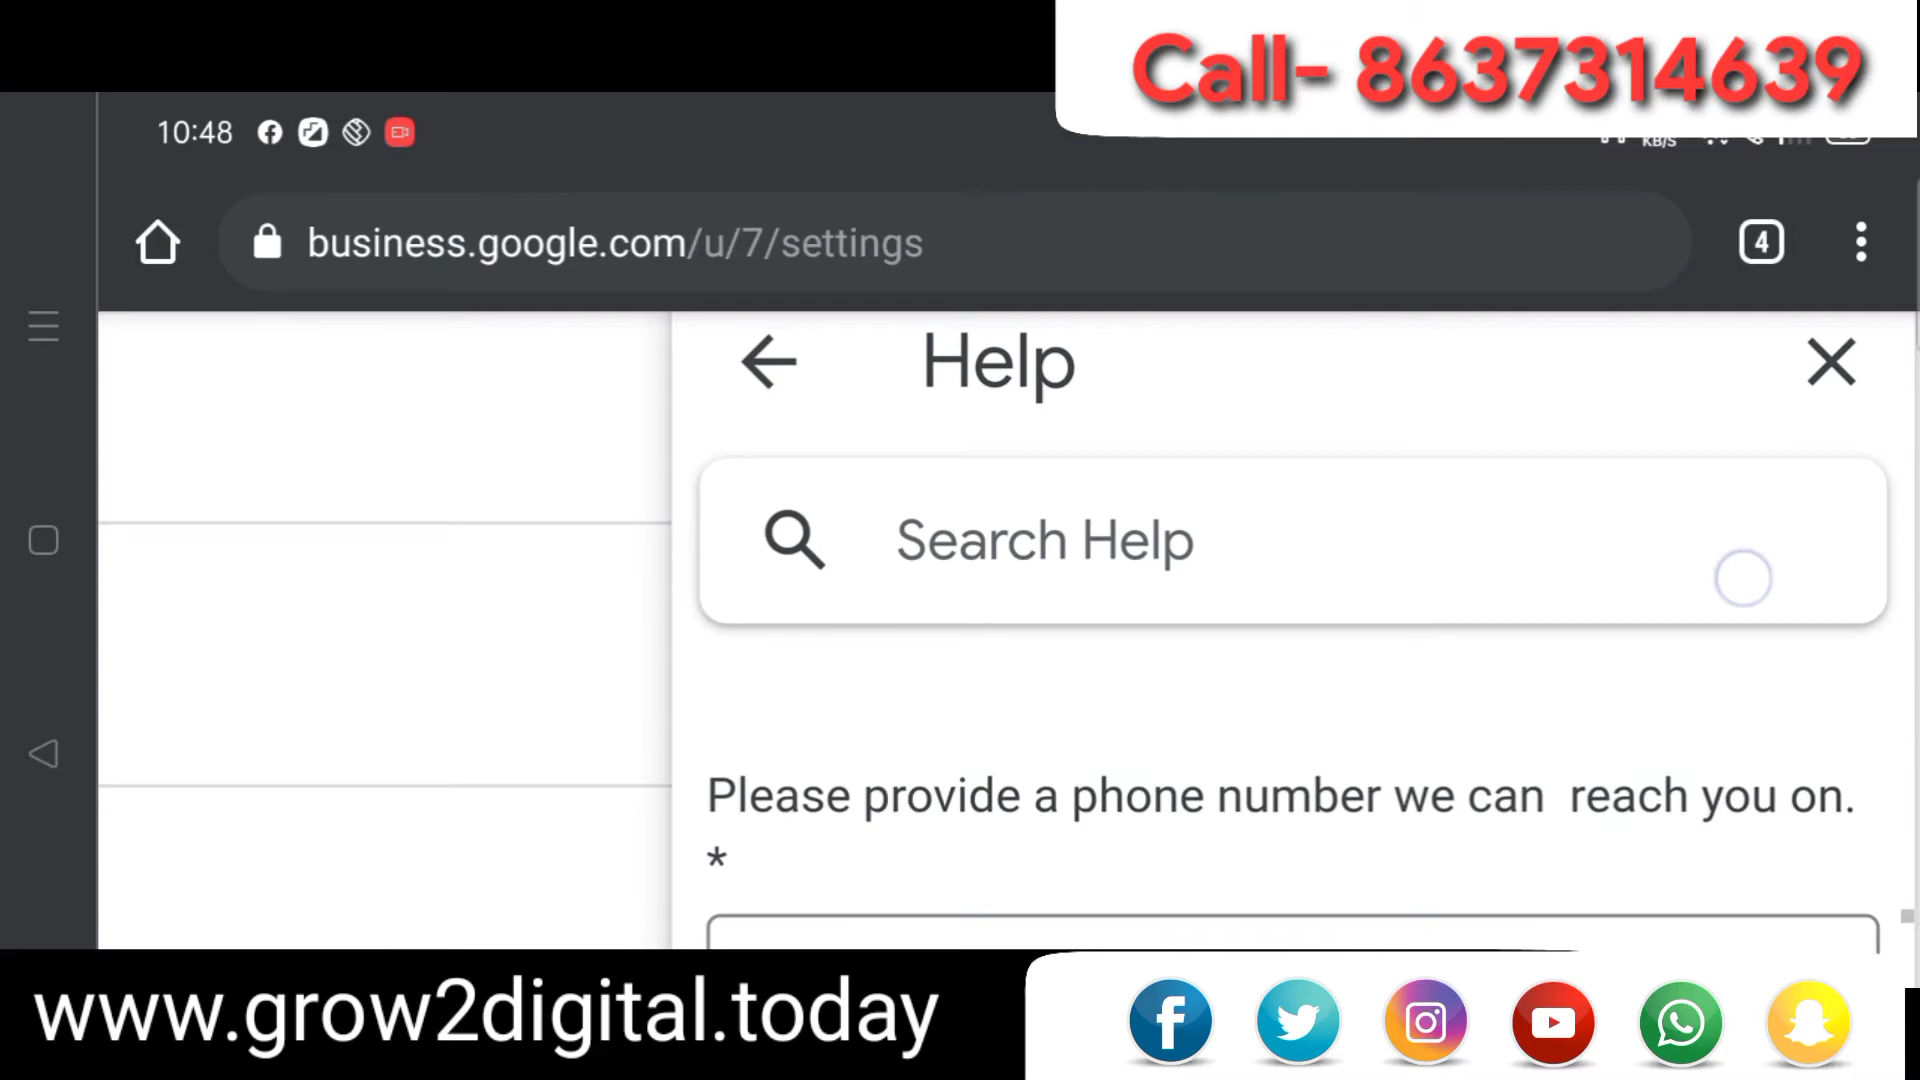 Call- 8637314639
10:48
KB/S
business.google.com/u/7/settings
4
Help
Search Help
Please provide a phone number we can  reach you on.
*
www.grow2digital.today